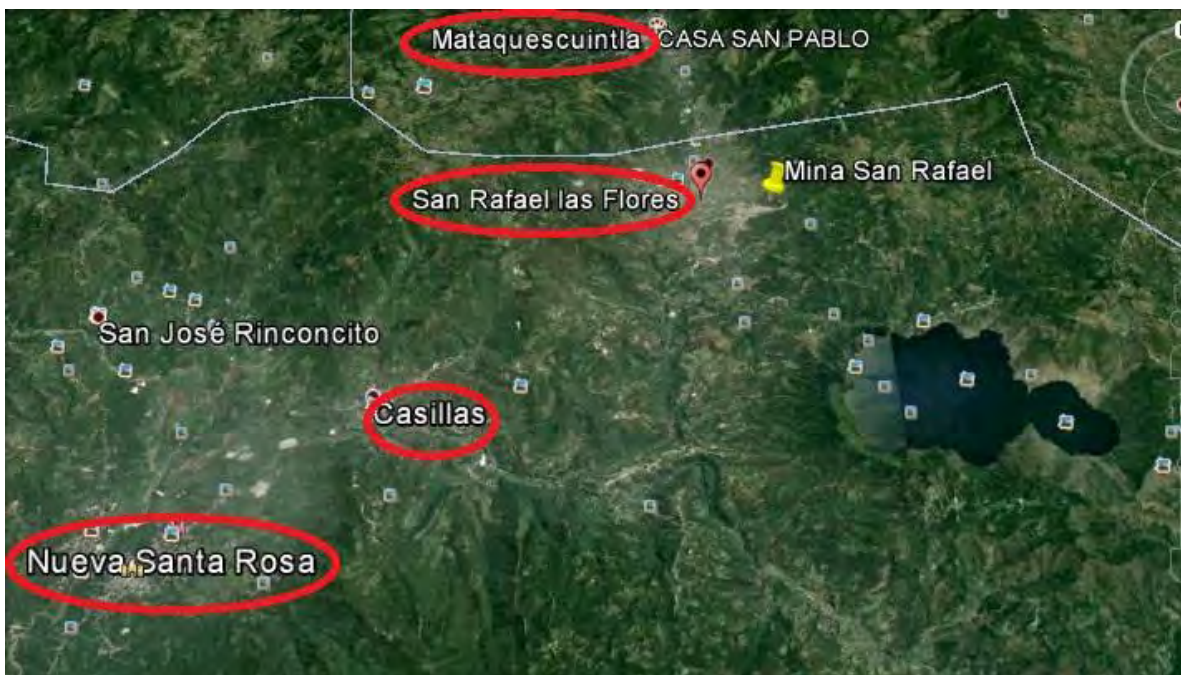 Mataquescuintla
CASA SAN PABLO
Mina San Rafael
San Rafael las Flores
San José Rinconcito
Casillas
Nueva Santa Rosa